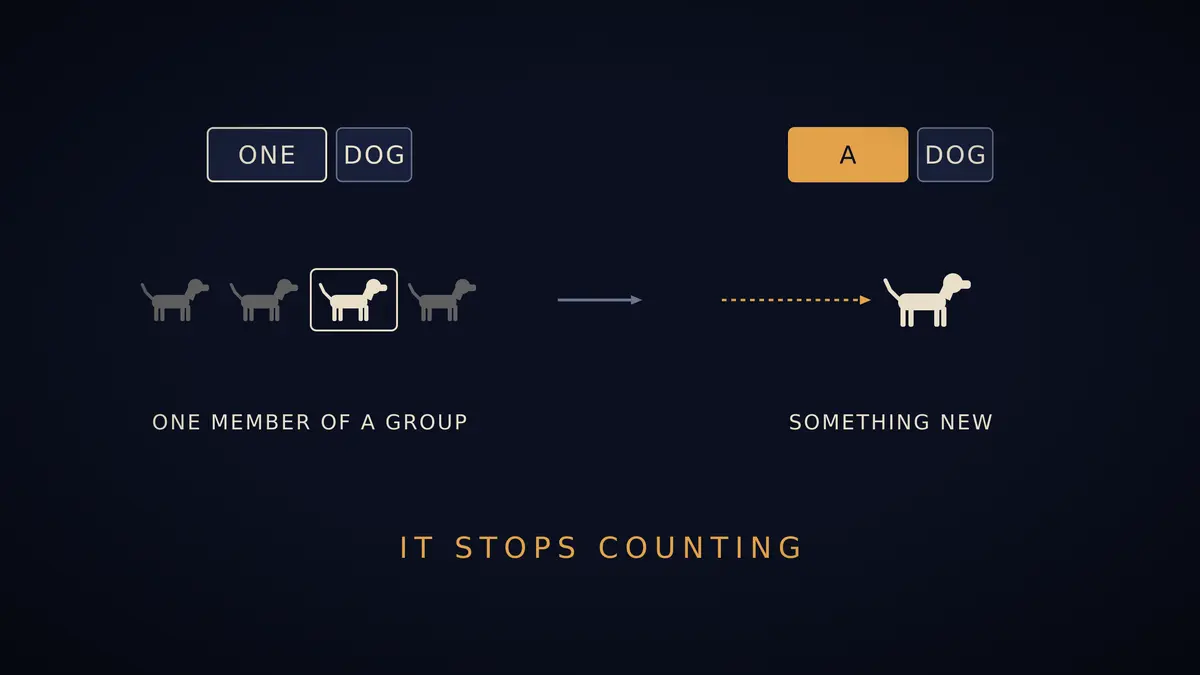 ONE DOG
A DOG
ONE MEMBER OF A GROUP
SOMETHING NEW
IT STOPS COUNTING